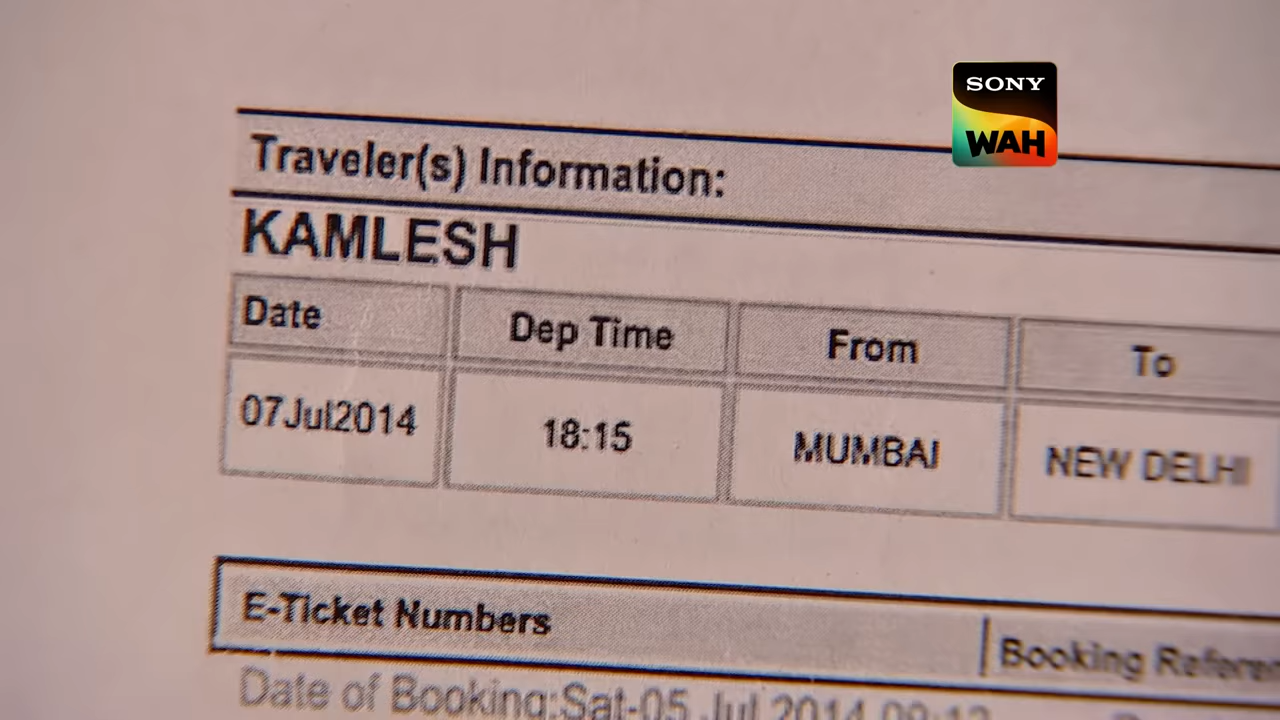 SONY
WAH
Traveler(s) Information:
KAMLESH
Date Dep Time From To
07Jul2014 18:15 MUMBAI NEW DELHI
E-Ticket Numbers Booking
Date of Booking:Sat-05 Jul 2014